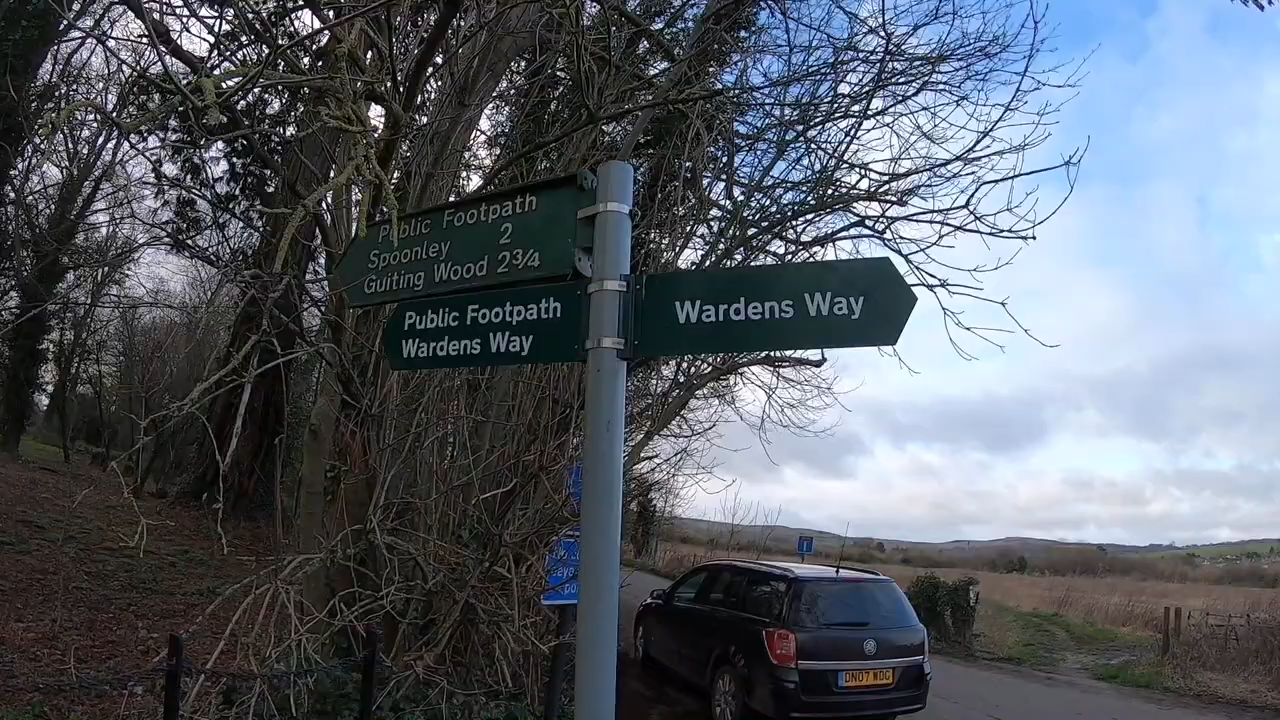 Public Footpath
Spoonley 2
Guiting Wood 2¾
Public Footpath
Wardens Way
Wardens Way
DN07 WDG